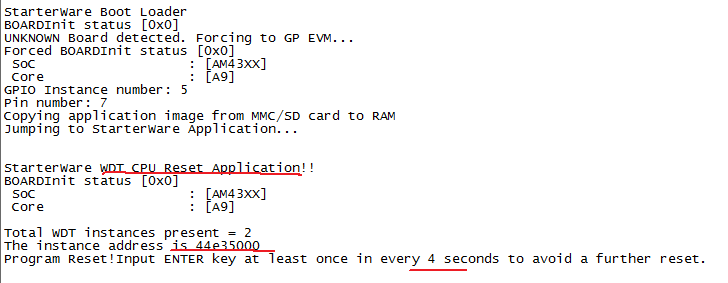 StarterWare Boot Loader
BOARDInit status [0x0]
UNKNOWN Board detected. Forcing to GP EVM...
Forced BOARDInit status [0x0]
SoC : [AM43XX]
Core : [A9]
GPIO Instance number: 5
Pin number: 7
Copying application image from MMC/SD card to RAM
Jumping to StarterWare Application...
StarterWare WDT CPU Reset Application!!
BOARDInit status [0x0]
SoC : [AM43XX]
Core : [A9]
Total WDT instances present = 2
The instance address is 44e35000
Program Reset!Input ENTER key at least once in every 4 seconds to avoid a further reset.